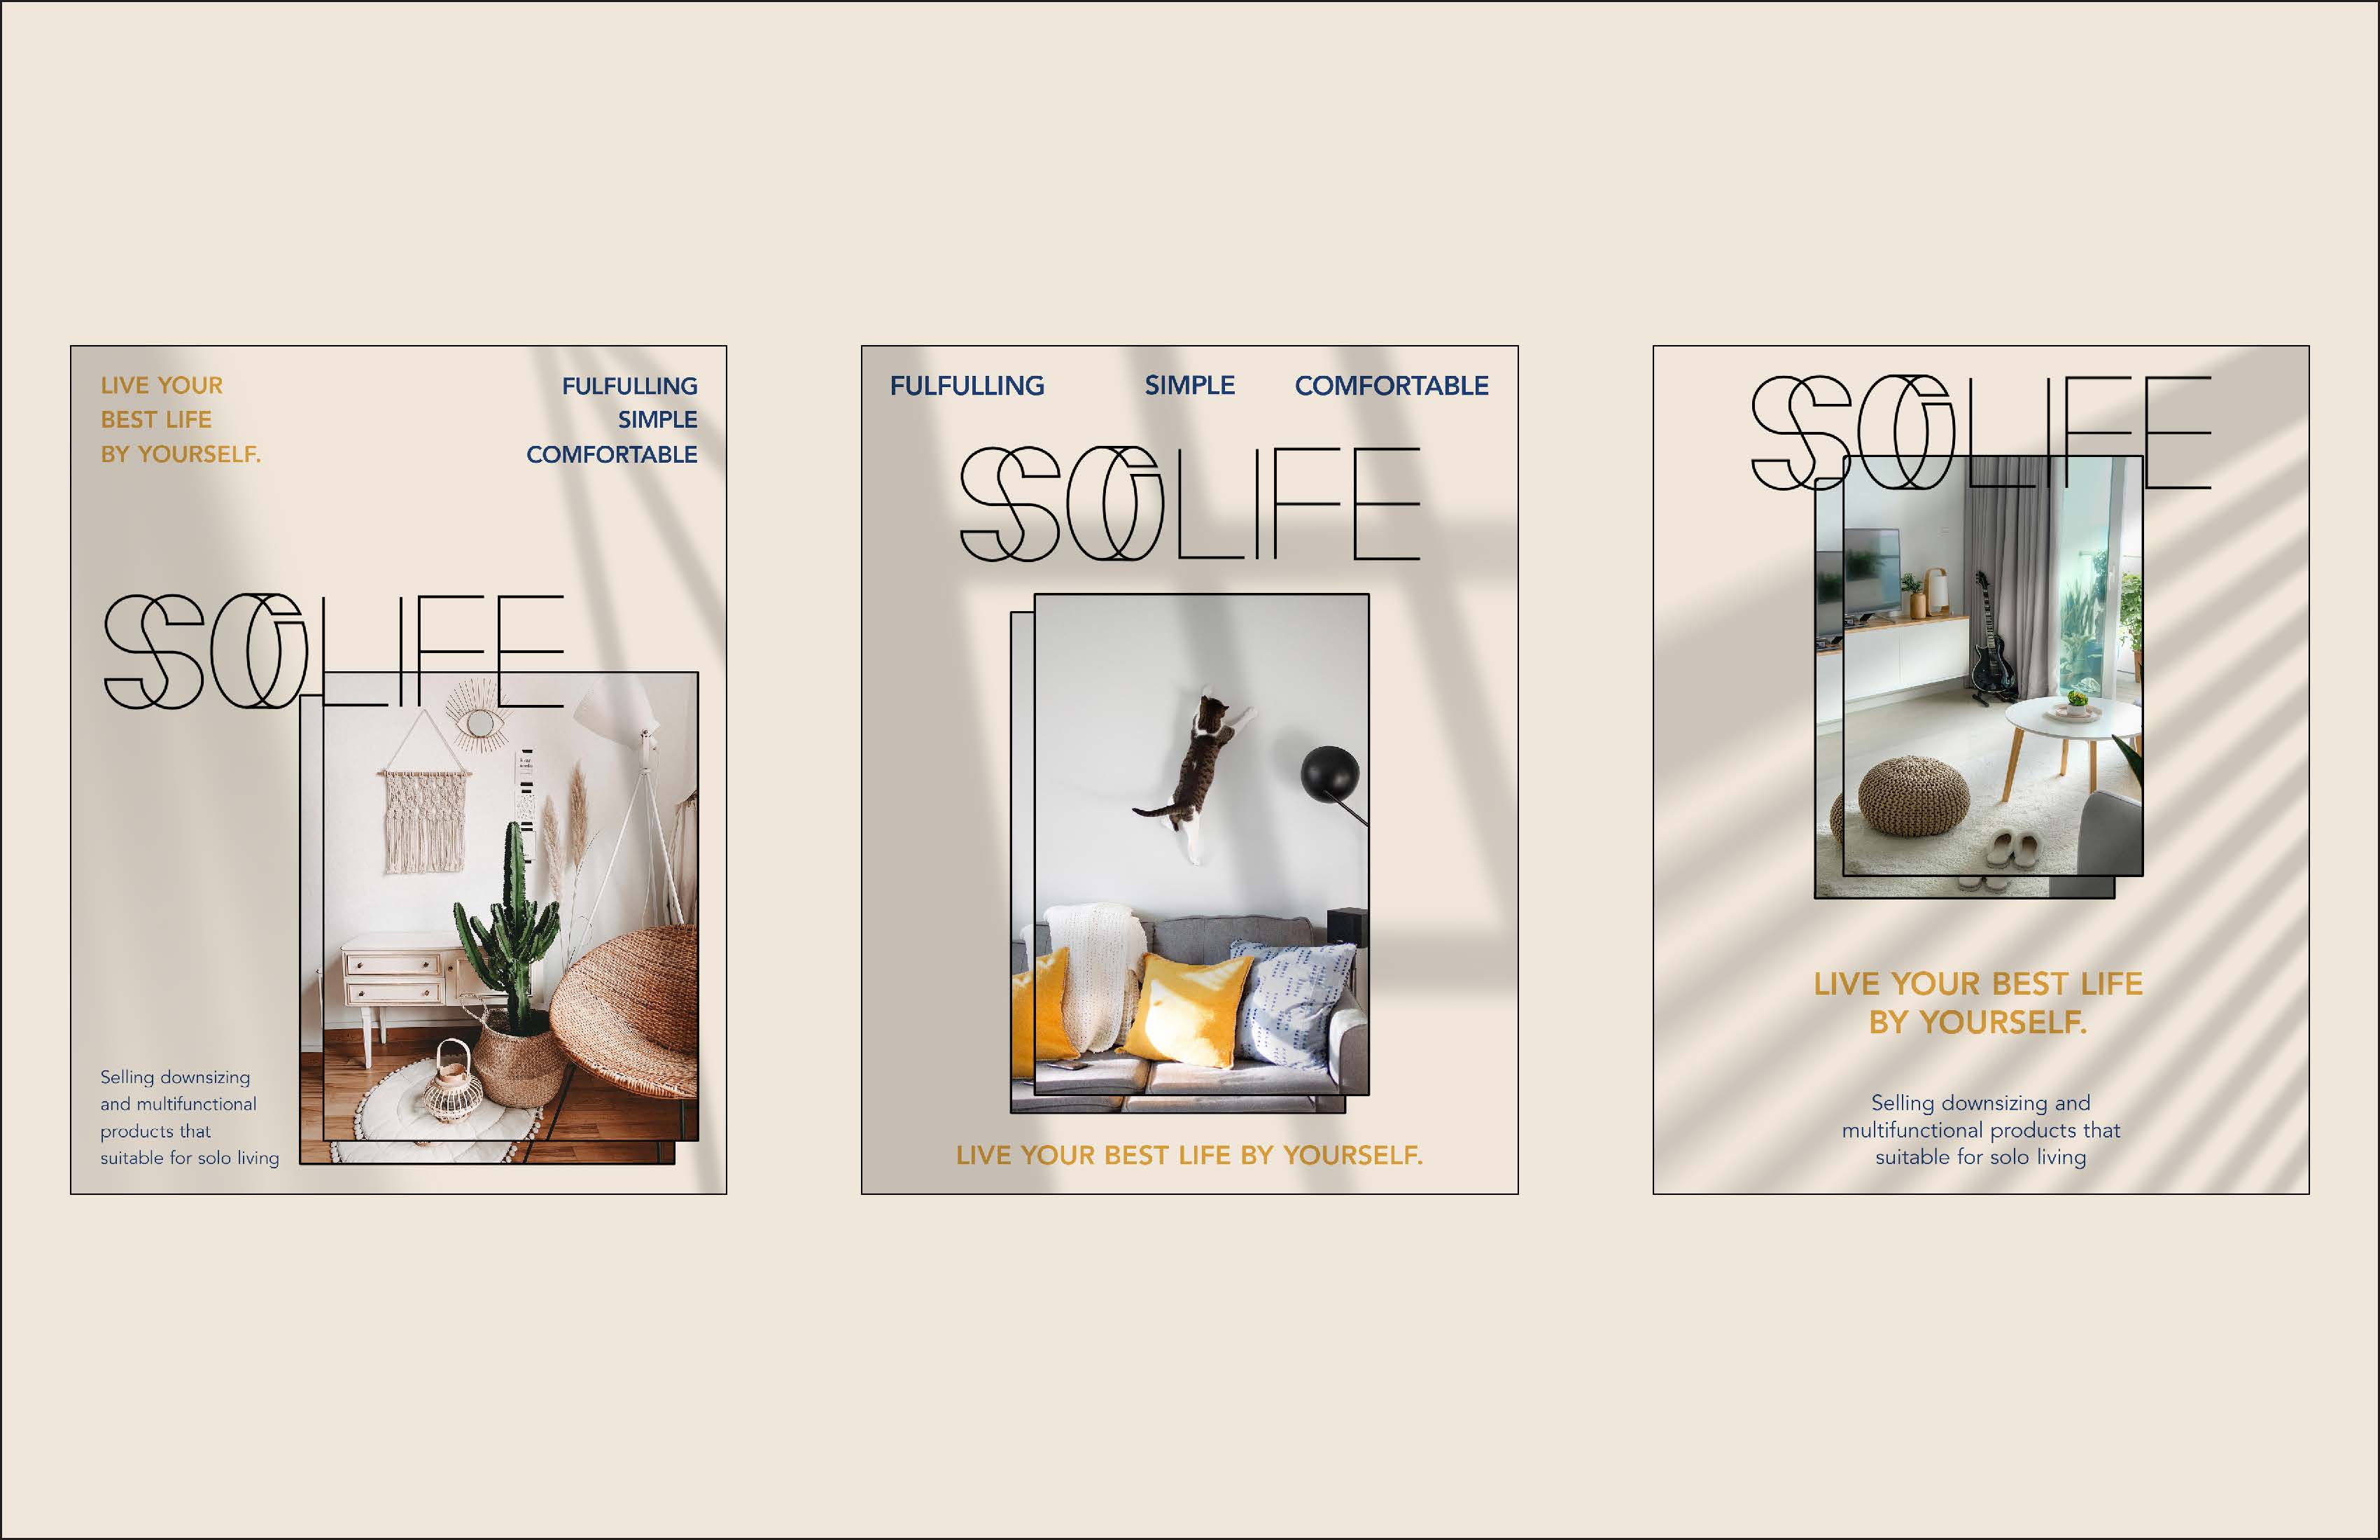 LIVE YOUR
BEST LIFE
BY YOURSELF.
FULFULLING
SIMPLE
COMFORTABLE
SOLIFE
Selling downsizing
and multifunctional
products that
suitable for solo living
FULFULLING SIMPLE COMFORTABLE
SOLIFE
LIVE YOUR BEST LIFE BY YOURSELF.
SOLIFE
LIVE YOUR BEST LIFE
BY YOURSELF.
Selling downsizing and
multifunctional products that
suitable for solo living